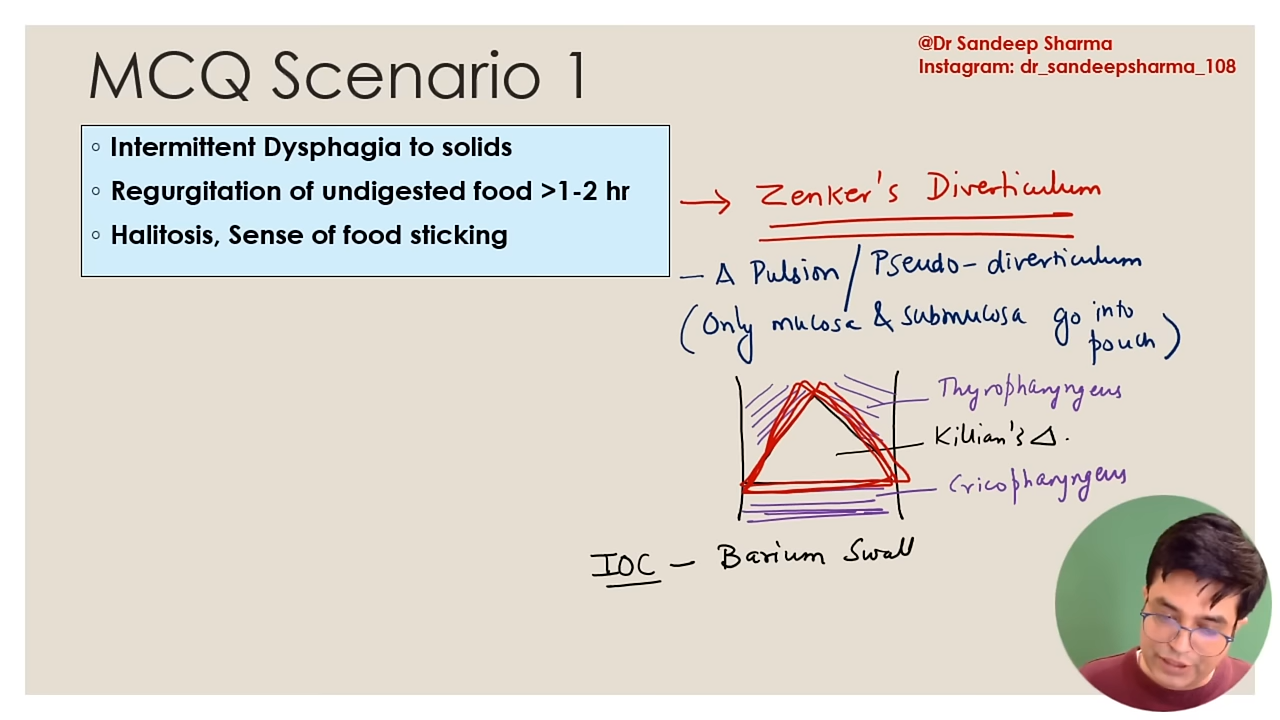 @Dr Sandeep Sharma
Instagram: dr_sandeepsharma_108
MCQ Scenario 1
◦ Intermittent Dysphagia to solids
◦ Regurgitation of undigested food >1-2 hr
◦ Halitosis, Sense of food sticking
→ Zenker's Diverticulum
– A Pulsion / Pseudo-diverticulum
(Only mucosa & submucosa go into pouch)
Thyropharyngeus
Killian's Δ.
Cricopharyngeus
IOC – Barium Swall